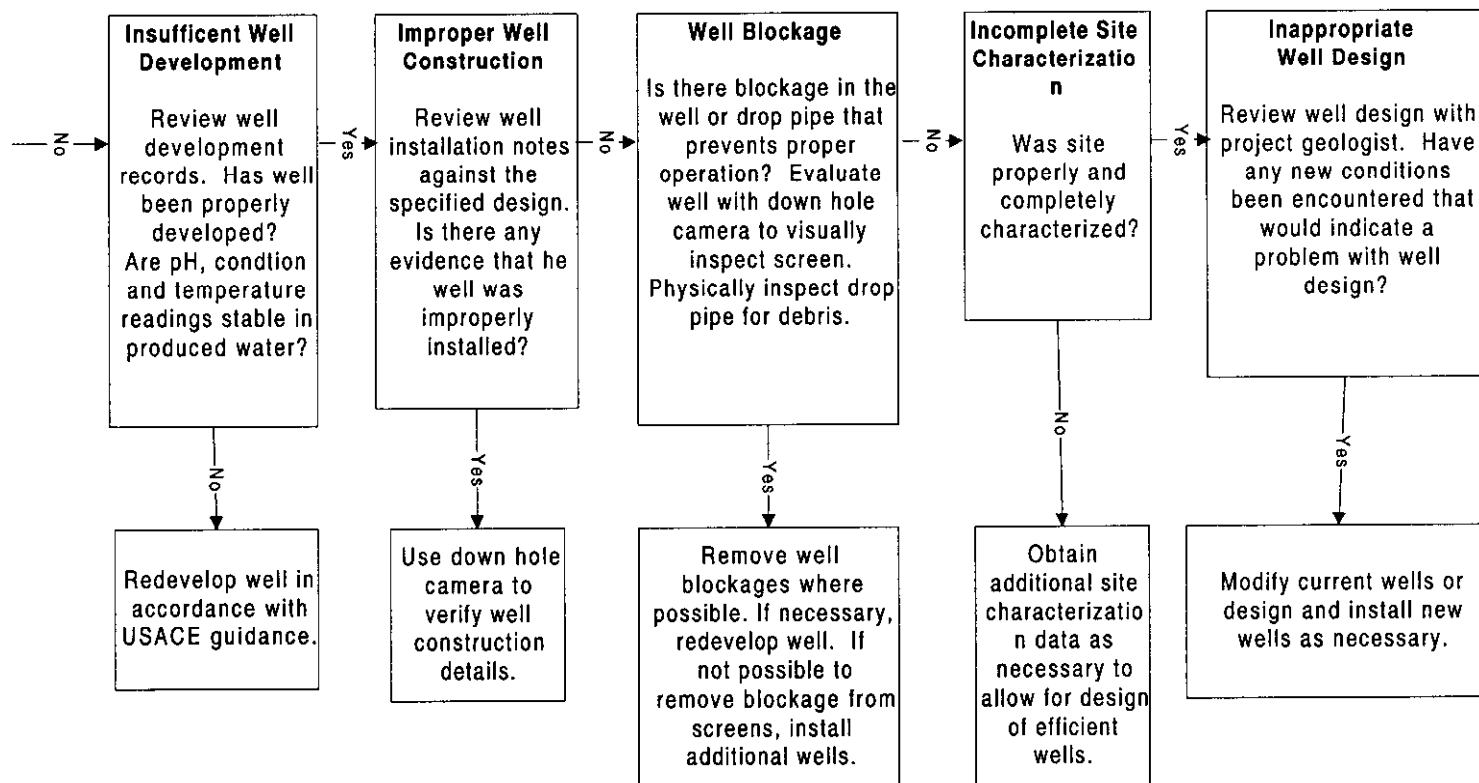 Insufficent Well
Development
Review well
development
records. Has well
been properly
developed?
Are pH, condtion
and temperature
readings stable in
produced water?
Improper Well
Construction
Review well
installation notes
against the
specified design.
Is there any
evidence that he
well was
improperly
installed?
Well Blockage
Is there blockage in the
well or drop pipe that
prevents proper
operation? Evaluate
well with down hole
camera to visually
inspect screen.
Physically inspect drop
pipe for debris.
Incomplete Site
Characterizatio
n
Was site
properly and
completely
characterized?
Inappropriate
Well Design
Review well design with
project geologist. Have
any new conditions
been encountered that
would indicate a
problem with well
design?
No
Yes
No
No
Yes
No
Yes
Yes
No
Yes
Redevelop well in
accordance with
USACE guidance.
Use down hole
camera to
verify well
construction
details.
Remove well
blockages where
possible. If necessary,
redevelop well. If
not possible to
remove blockage from
screens, install
additional wells.
Obtain
additional site
characterizatio
n data as
necessary to
allow for design
of efficient
wells.
Modify current wells or
design and install new
wells as necessary.